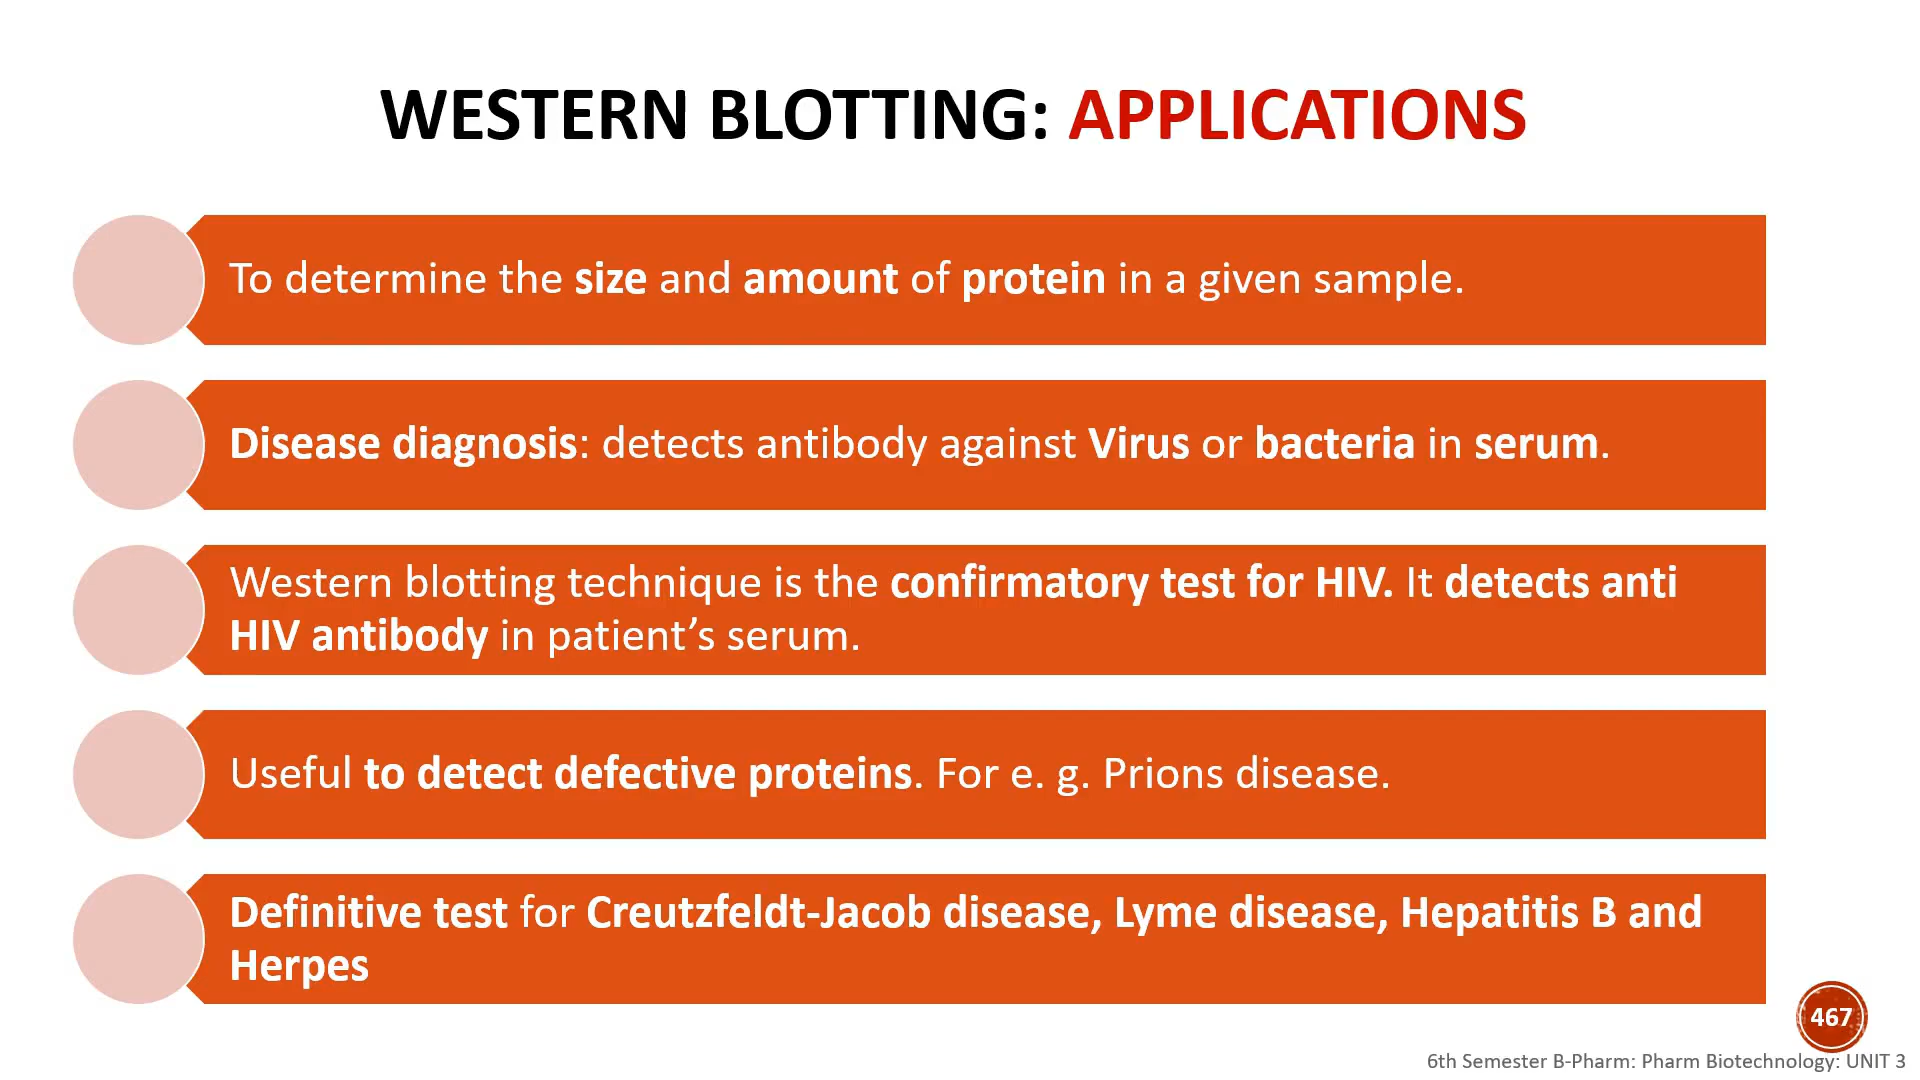 WESTERN BLOTTING: APPLICATIONS
To determine the size and amount of protein in a given sample.
Disease diagnosis: detects antibody against Virus or bacteria in serum.
Western blotting technique is the confirmatory test for HIV. It detects anti
HIV antibody in patient’s serum.
Useful to detect defective proteins. For e. g. Prions disease.
Definitive test for Creutzfeldt-Jacob disease, Lyme disease, Hepatitis B and
Herpes
467
6th Semester B-Pharm: Pharm Biotechnology: UNIT 3